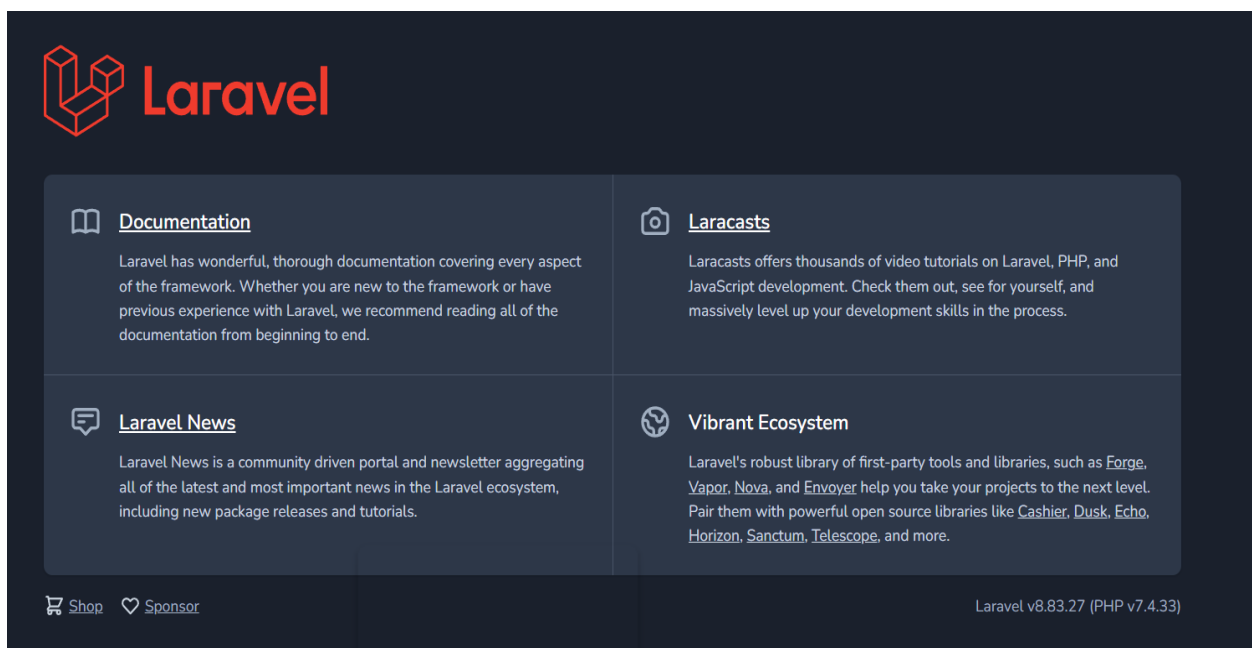 Laravel
Documentation
Laravel has wonderful, thorough documentation covering every aspect
of the framework. Whether you are new to the framework or have
previous experience with Laravel, we recommend reading all of the
documentation from beginning to end.
Laracasts
Laracasts offers thousands of video tutorials on Laravel, PHP, and
JavaScript development. Check them out, see for yourself, and
massively level up your development skills in the process.
Laravel News
Laravel News is a community driven portal and newsletter aggregating
all of the latest and most important news in the Laravel ecosystem,
including new package releases and tutorials.
Vibrant Ecosystem
Laravel's robust library of first-party tools and libraries, such as Forge,
Vapor, Nova, and Envoyer help you take your projects to the next level.
Pair them with powerful open source libraries like Cashier, Dusk, Echo,
Horizon, Sanctum, Telescope, and more.
Shop Sponsor
Laravel v8.83.27 (PHP v7.4.33)